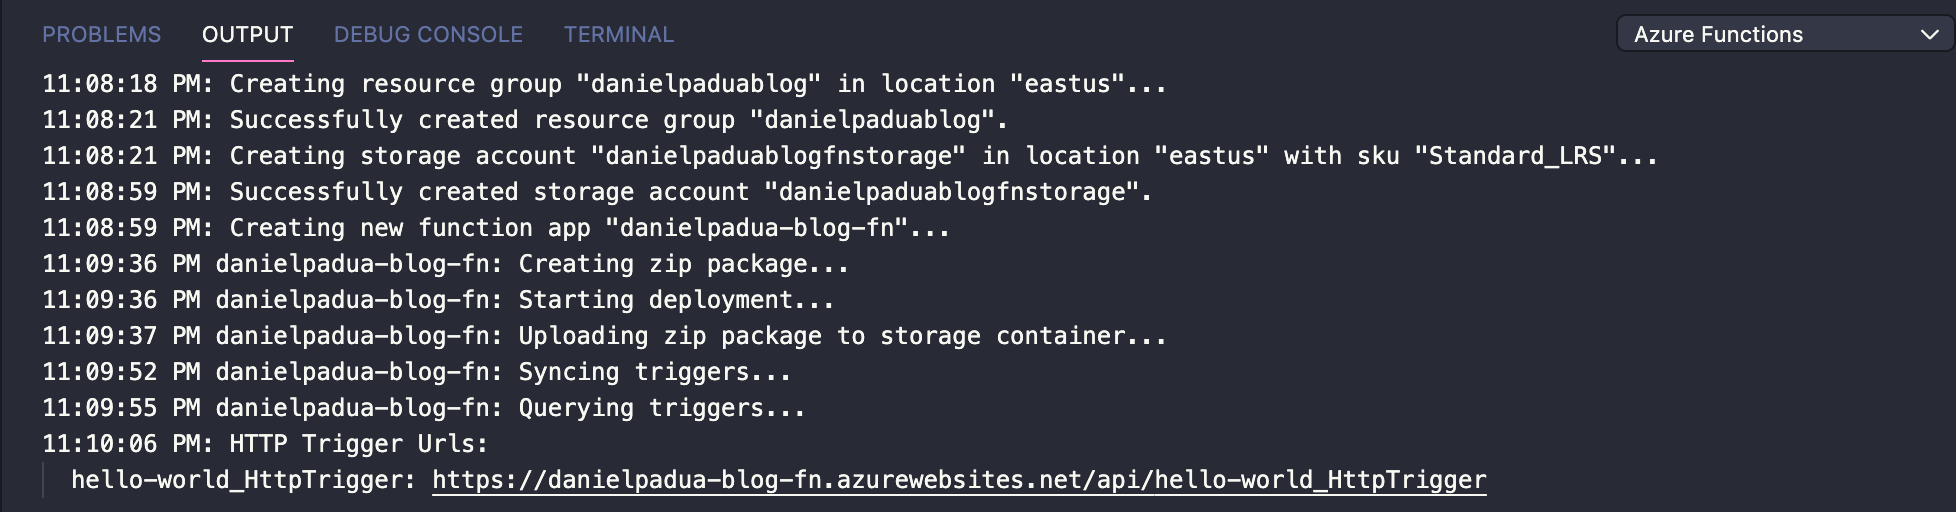 PROBLEMS OUTPUT DEBUG CONSOLE TERMINAL Azure Functions
11:08:18 PM: Creating resource group "danielpaduablog" in location "eastus"...
11:08:21 PM: Successfully created resource group "danielpaduablog".
11:08:21 PM: Creating storage account "danielpaduablogfnstorage" in location "eastus" with sku "Standard_LRS"...
11:08:59 PM: Successfully created storage account "danielpaduablogfnstorage".
11:08:59 PM: Creating new function app "danielpadua-blog-fn"...
11:09:36 PM danielpadua-blog-fn: Creating zip package...
11:09:36 PM danielpadua-blog-fn: Starting deployment...
11:09:37 PM danielpadua-blog-fn: Uploading zip package to storage container...
11:09:52 PM danielpadua-blog-fn: Syncing triggers...
11:09:55 PM danielpadua-blog-fn: Querying triggers...
11:10:06 PM: HTTP Trigger Urls:
hello-world_HttpTrigger: https://danielpadua-blog-fn.azurewebsites.net/api/hello-world_HttpTrigger